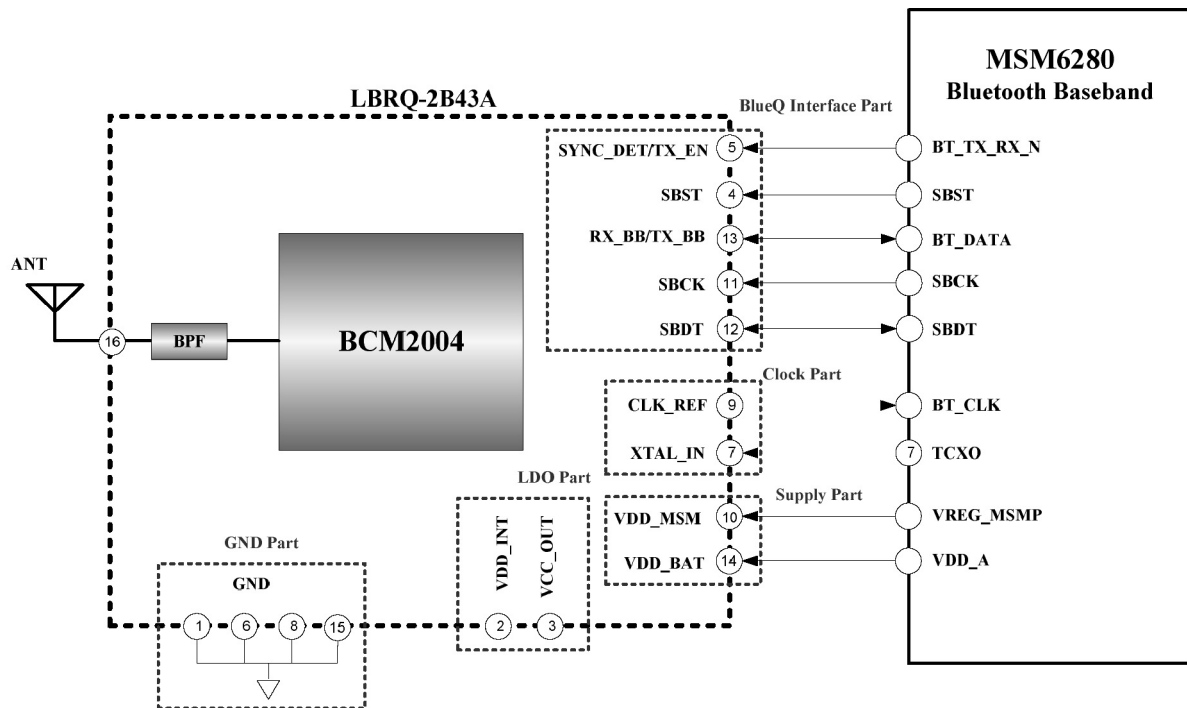 MSM6280
Bluetooth Baseband
LBRQ-2B43A
BlueQ Interface Part
SYNC_DET/TX_EN 5 BT_TX_RX_N
SBST 4 SBST
RX_BB/TX_BB 13 BT_DATA
SBCK 11 SBCK
SBDT 12 SBDT
ANT
16 BPF BCM2004
Clock Part
CLK_REF 9 BT_CLK
XTAL_IN 7 7 TCXO
LDO Part
Supply Part
VDD_INT
VCC_OUT
VDD_MSM 10 VREG_MSMP
VDD_BAT 14 VDD_A
GND Part
GND
1 6 8 15
2 3